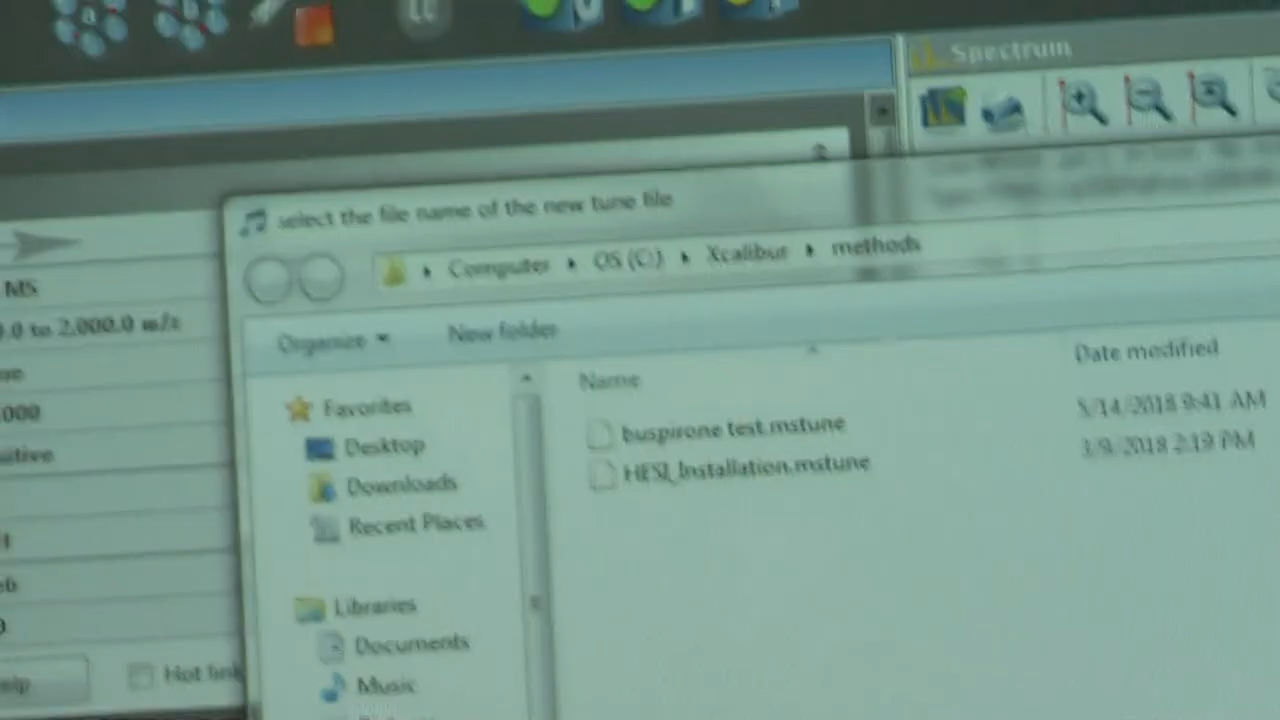 Spectrum
select the file name of the new tune file
Computer OS (C:) Xcalibur methods
MS
Organize New folder
0.0 to 2,000.0 m/z
Name Date modified
Favorites
buspirone test.mstune 5/14/2018 9:41 AM
000
Desktop
HESI_Installation.mstune 3/9/2018 2:19 PM
sitive
Downloads
Recent Places
Libraries
Documents
Hot link
Music